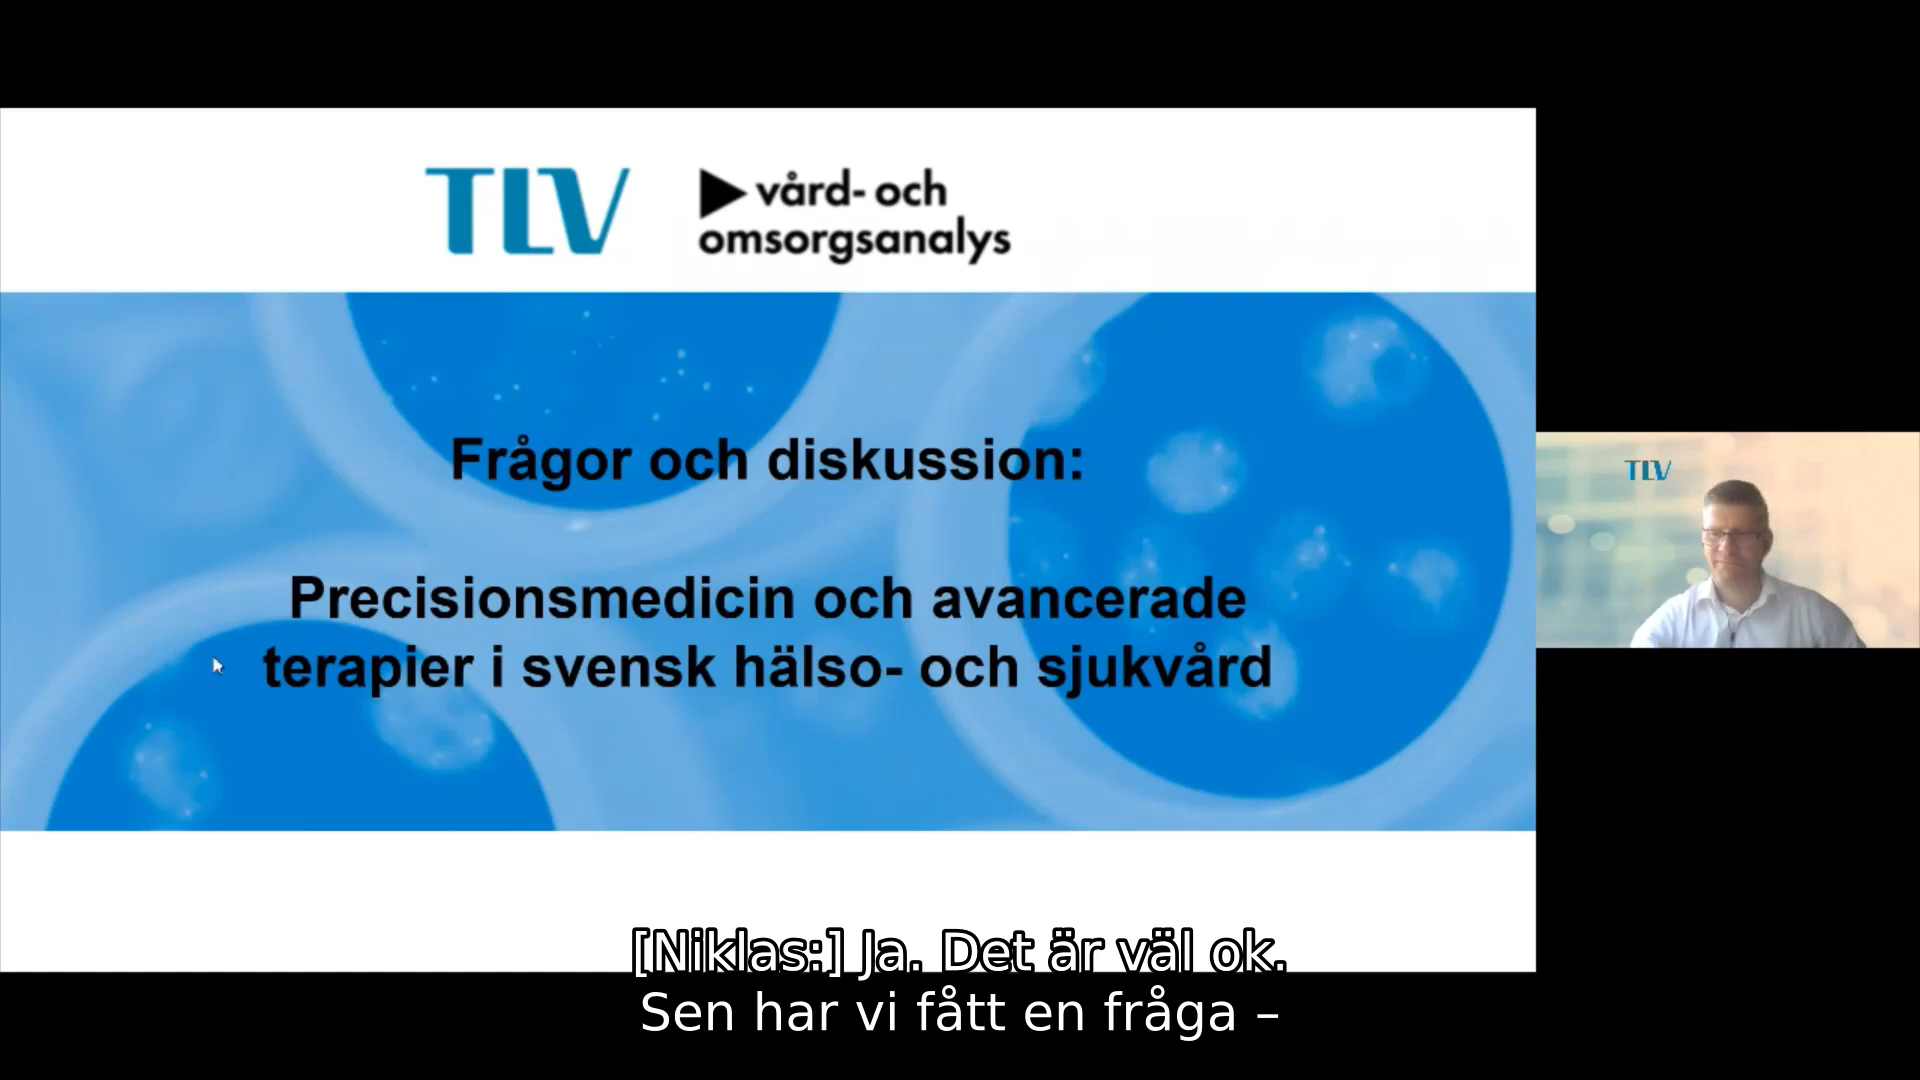 TLV
vård- och
omsorgsanalys
Frågor och diskussion:
Precisionsmedicin och avancerade
terapier i svensk hälso- och sjukvård
TLV
[Niklas:] Ja. Det är väl ok.
Sen har vi fått en fråga –